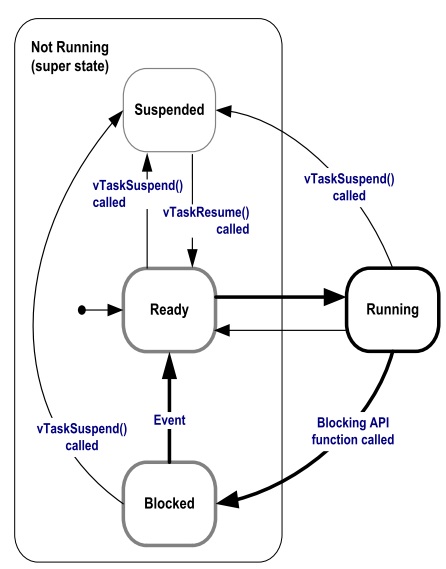 Not Running
(super state)
Suspended
vTaskSuspend()
called
vTaskSuspend()
called
vTaskResume()
called
Ready
Running
Event
vTaskSuspend()
called
Blocking API
function called
Blocked